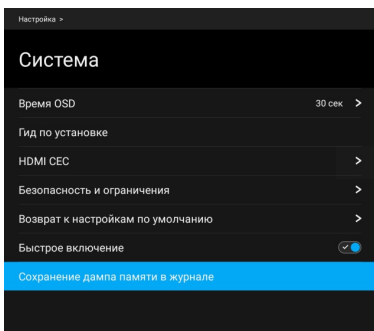 Настройка >
Система
Время OSD 30 сек >
Гид по установке
HDMI CEC >
Безопасность и ограничения >
Возврат к настройкам по умолчанию >
Быстрое включение
Сохранение дампа памяти в журнале